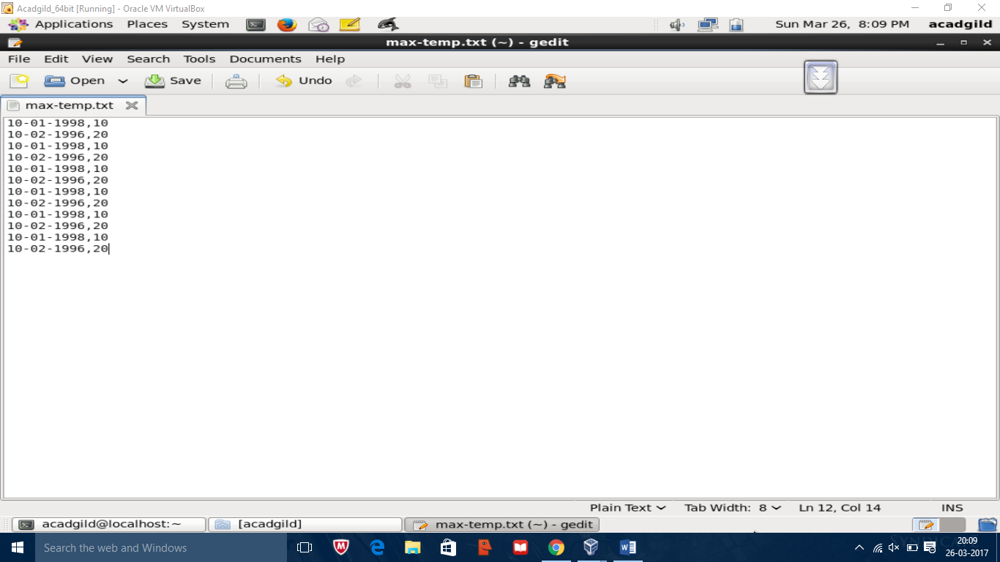 Acadgild_64bit [Running] - Oracle VM VirtualBox
Applications Places System Sun Mar 26, 8:09 PM acadgild
max-temp.txt (~) - gedit
File Edit View Search Tools Documents Help
Open Save Undo
max-temp.txt
10-01-1998,10
10-02-1996,20
10-01-1998,10
10-02-1996,20
10-01-1998,10
10-02-1996,20
10-01-1998,10
10-02-1996,20
10-01-1998,10
10-02-1996,20
10-01-1998,10
10-02-1996,20
Plain Text Tab Width: 8 Ln 12, Col 14 INS
acadgild@localhost:~ [acadgild] max-temp.txt (~) - gedit
Search the web and Windows
20:09
26-03-2017